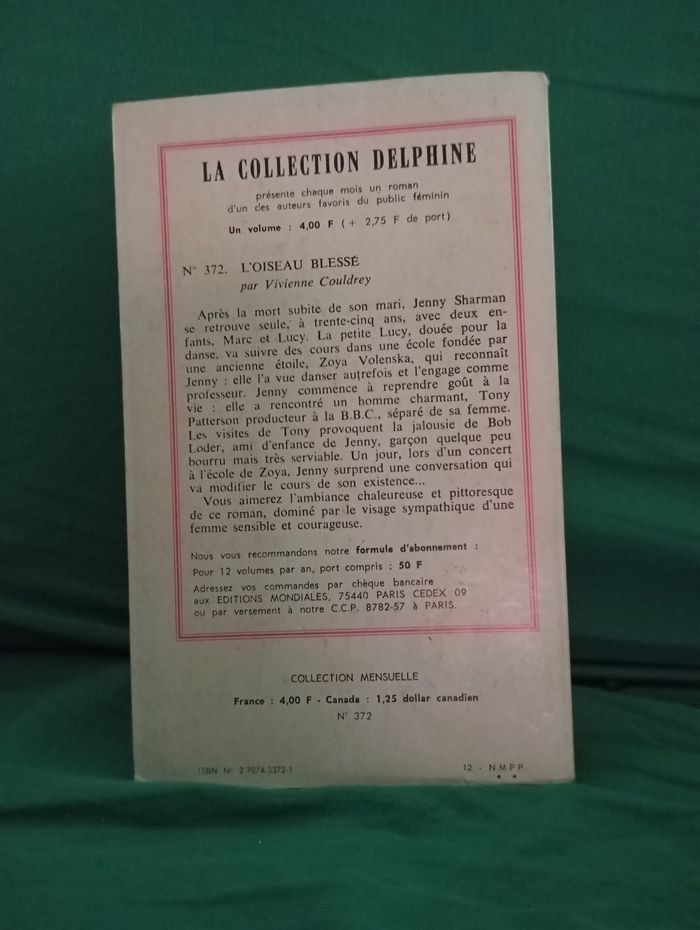 LA COLLECTION DELPHINE
présente chaque mois un roman
d'un des auteurs favoris du public féminin
Un volume : 4,00 F (+ 2,75 F de port)
N° 372. L'OISEAU BLESSÉ
par Vivienne Couldrey
Après la mort subite de son mari, Jenny Sharman
se retrouve seule, à trente-cinq ans, avec deux en-
fants, Marc et Lucy. La petite Lucy, douée pour la
danse, va suivre des cours dans une école fondée par
une ancienne étoile, Zoya Volenska, qui reconnaît
Jenny : elle l'a vue danser autrefois et l'engage comme
professeur. Jenny commence à reprendre goût à la
vie : elle a rencontré un homme charmant, Tony
Patterson producteur à la B.B.C., séparé de sa femme.
Les visites de Tony provoquent la jalousie de Bob
Loder, ami d'enfance de Jenny, garçon quelque peu
bourru mais très serviable. Un jour, lors d'un concert
à l'école de Zoya, Jenny surprend une conversation qui
va modifier le cours de son existence...
Vous aimerez l'ambiance chaleureuse et pittoresque
de ce roman, dominé par le visage sympathique d'une
femme sensible et courageuse.
Nous vous recommandons notre formule d'abonnement :
Pour 12 volumes par an, port compris : 50 F
Adressez vos commandes par chèque bancaire
aux EDITIONS MONDIALES, 75440 PARIS CEDEX 09
ou par versement à notre C.C.P. 8782-57 à PARIS.
COLLECTION MENSUELLE
France : 4,00 F - Canada : 1,25 dollar canadien
N° 372
ISBN N° 2-7074-3372-1
12 - N.M.P.P.